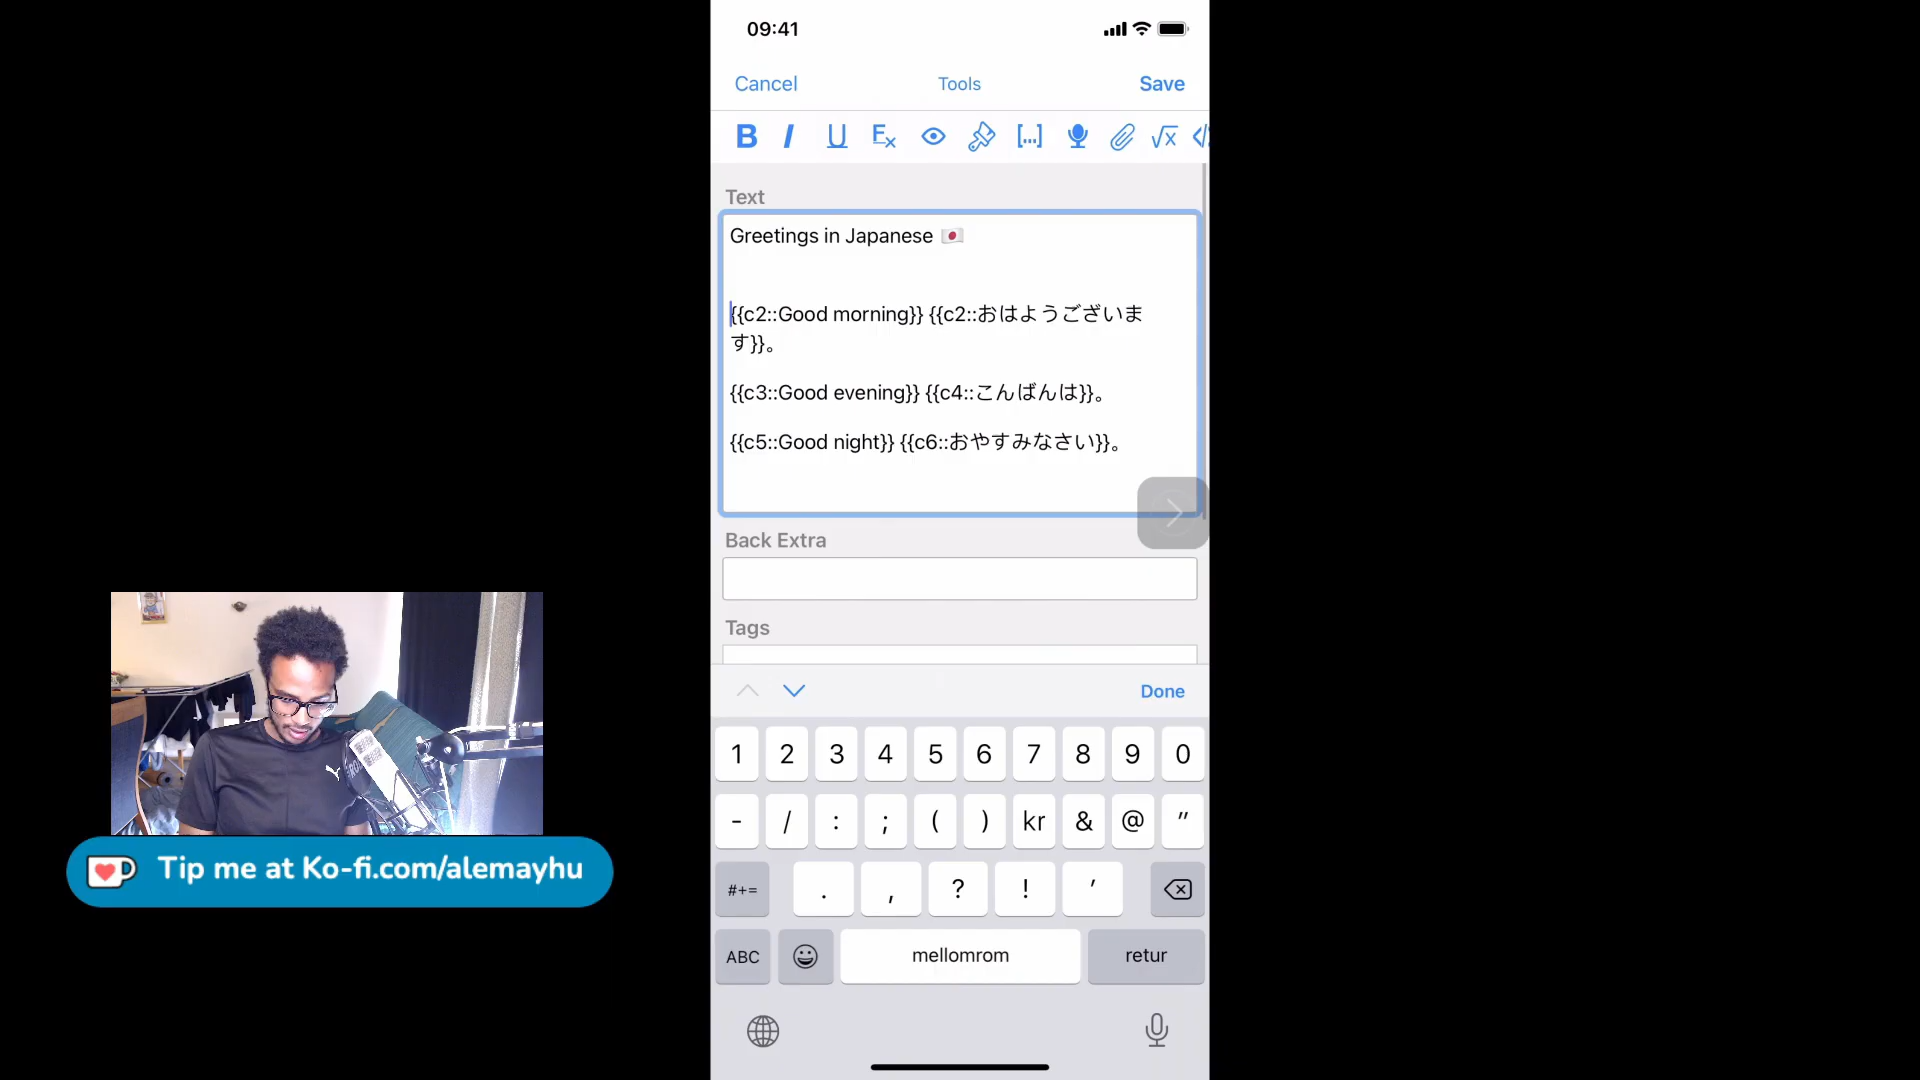 09:41
Cancel
Tools
Save
B I U Ex […] √x </
Text
Greetings in Japanese 🇯🇵
{{c2::Good morning}} {{c2::おはようございま
す}}。
{{c3::Good evening}} {{c4::こんばんは}}。
{{c5::Good night}} {{c6::おやすみなさい}}。
Back Extra
Tags
Done
1 2 3 4 5 6 7 8 9 0
- / : ; ( ) kr & @ ”
#+= . , ? ! ’
ABC mellomrom retur
Tip me at Ko-fi.com/alemayhu